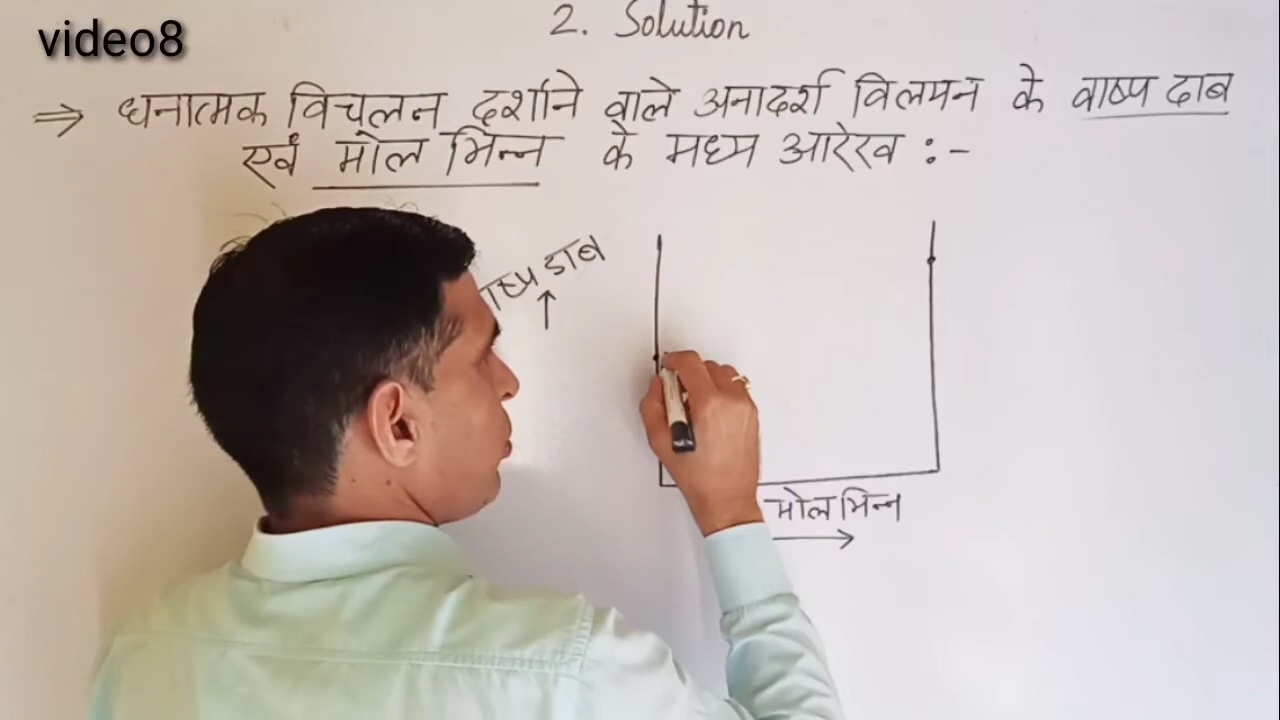 video8
2. Solution
⇒ धनात्मक विचलन दर्शाने वाले अनादर्श विलयन के वाष्प दाब
एवं मोल भिन्न के मध्य आरेख :-
ाष्प दाब
↑
मोल भिन्न
→